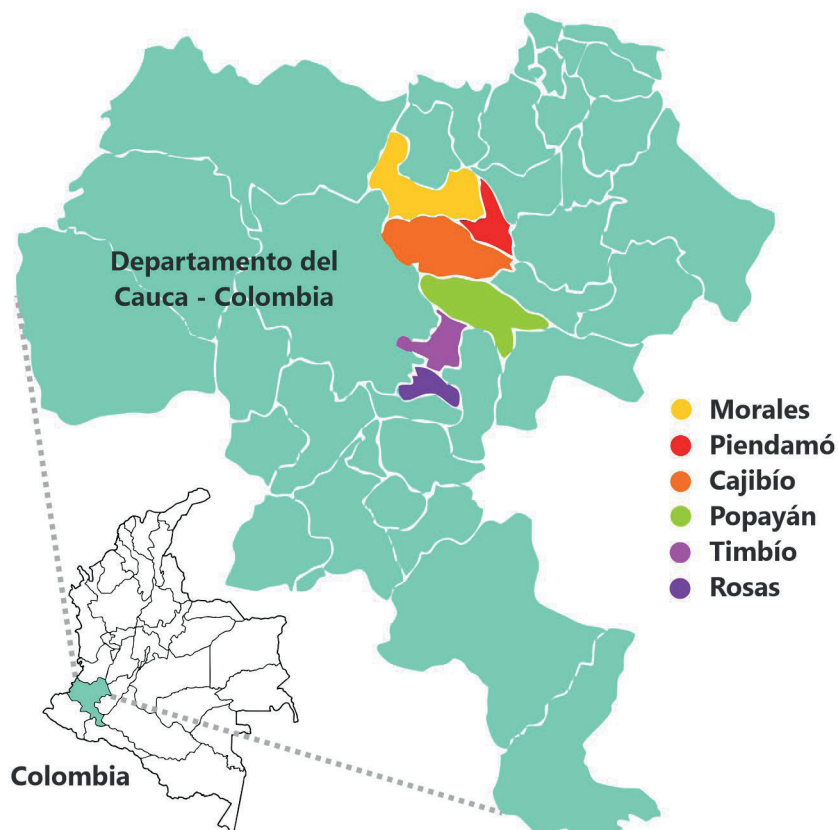 Departamento del
Cauca - Colombia
Morales
Piendamó
Cajibío
Popayán
Timbío
Rosas
Colombia